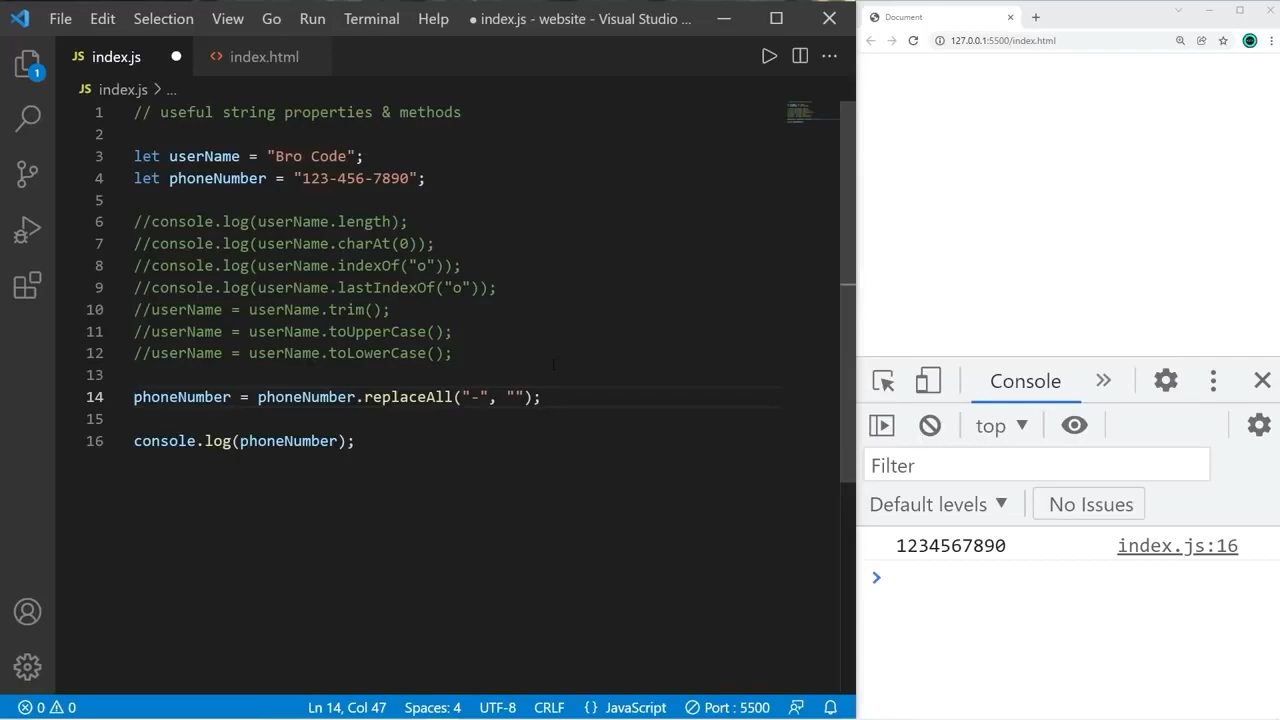 File Edit Selection View Go Run Terminal Help ● index.js - website - Visual Studio ...
JS index.js ● <> index.html
JS index.js > ...
1 // useful string properties & methods
2
3 let userName = "Bro Code";
4 let phoneNumber = "123-456-7890";
5
6 //console.log(userName.length);
7 //console.log(userName.charAt(0));
8 //console.log(userName.indexOf("o"));
9 //console.log(userName.lastIndexOf("o"));
10 //userName = userName.trim();
11 //userName = userName.toUpperCase();
12 //userName = userName.toLowerCase();
13
14 phoneNumber = phoneNumber.replaceAll("-", "");
15
16 console.log(phoneNumber);
1
0 0 Ln 14, Col 47 Spaces: 4 UTF-8 CRLF {} JavaScript Port : 5500
Document
127.0.0.1:5500/index.html
Console
top
Filter
Default levels No Issues
1234567890 index.js:16